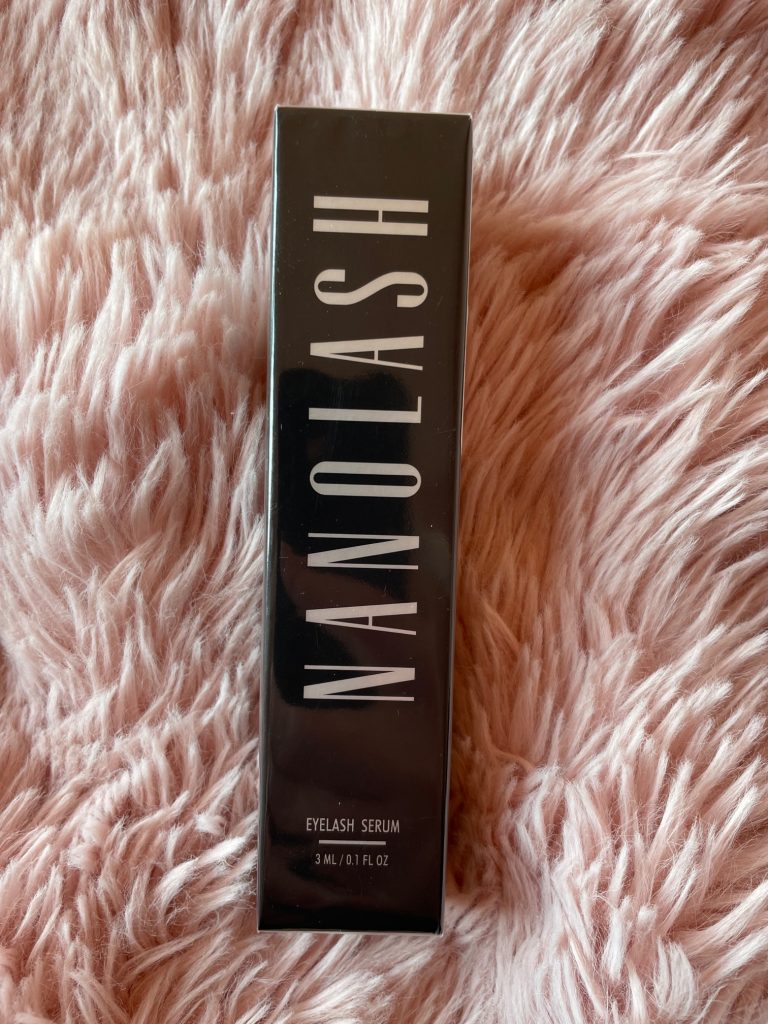 NANOLASH
EYELASH SERUM
3 ML / 0.1 FL OZ